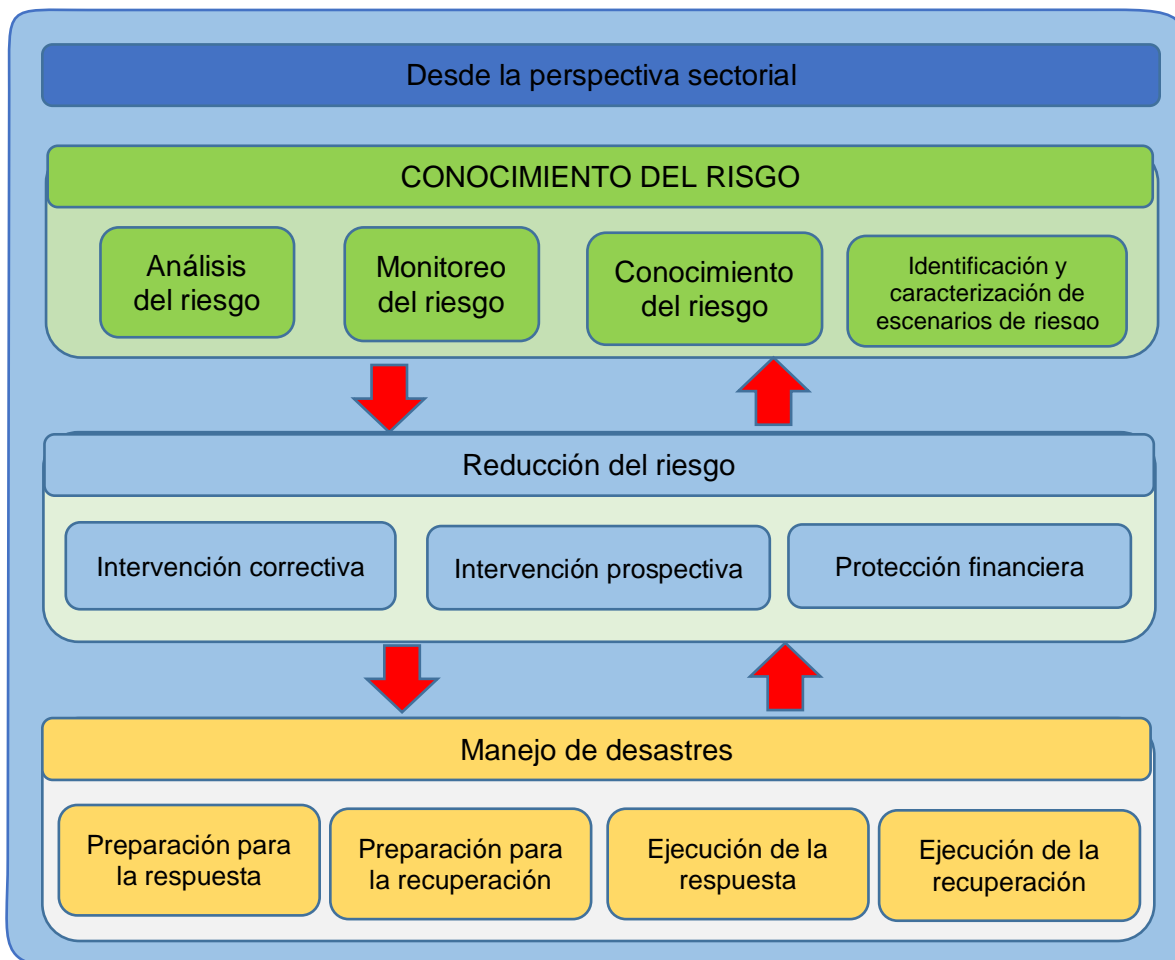 Desde la perspectiva sectorial
CONOCIMIENTO DEL RISGO
Análisis
del riesgo
Monitoreo
del riesgo
Conocimiento
del riesgo
Identificación y
caracterización de
escenarios de riesgo
Reducción del riesgo
Intervención correctiva
Intervención prospectiva
Protección financiera
Manejo de desastres
Preparación para
la respuesta
Preparación para
la recuperación
Ejecución de la
respuesta
Ejecución de la
recuperación